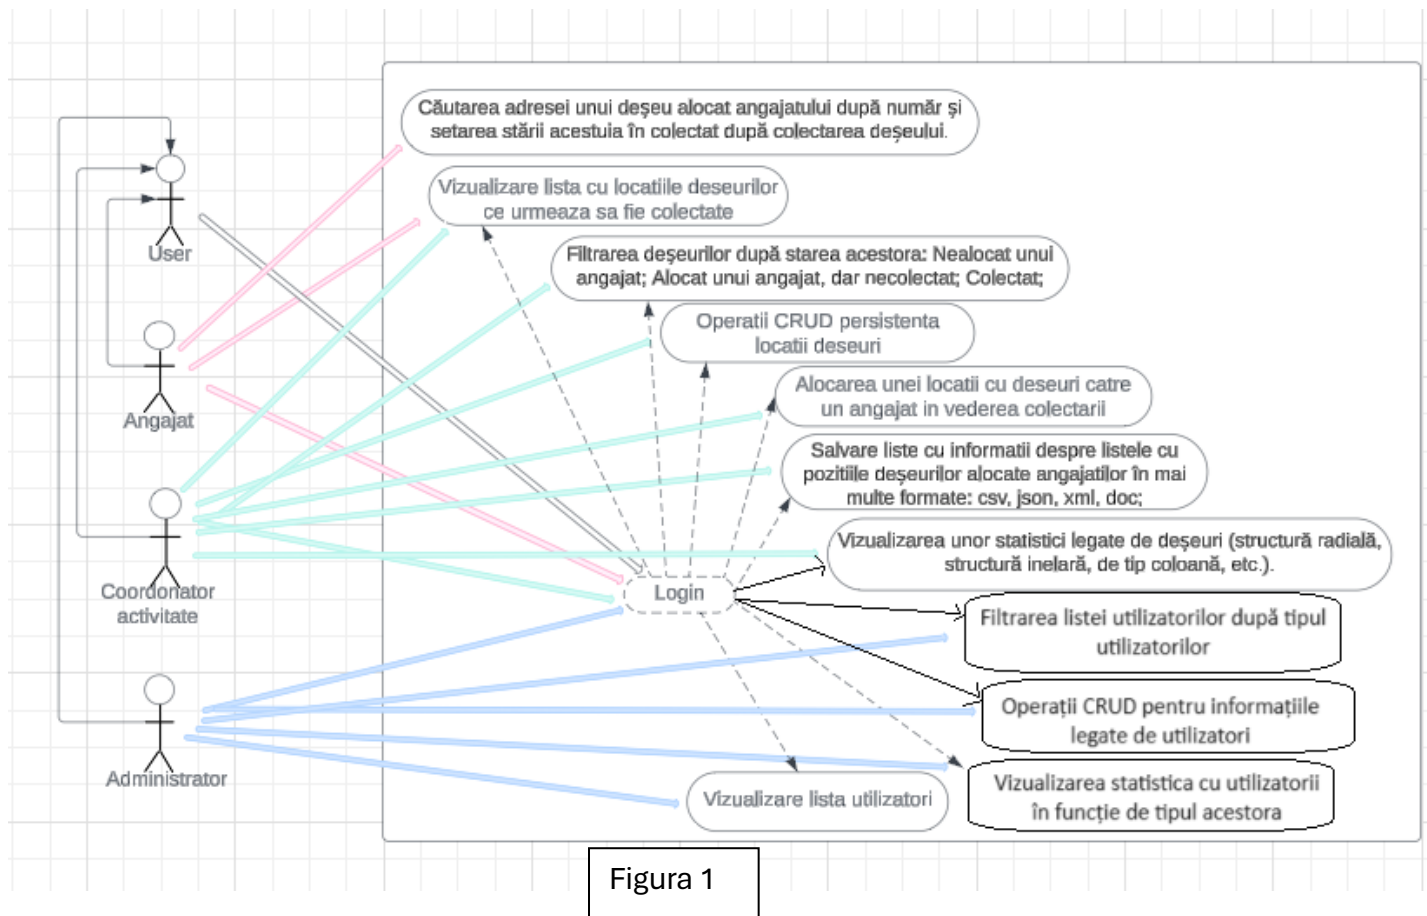 Căutarea adresei unui deșeu alocat angajatului după număr și
setarea stării acestuia în colectat după colectarea deșeului.
Vizualizare lista cu locatiile deseurilor
ce urmeaza sa fie colectate
User
Filtrarea deșeurilor după starea acestora: Nealocat unui
angajat; Alocat unui angajat, dar necolectat; Colectat;
Operatii CRUD persistenta
locatii deseuri
Angajat
Alocarea unei locatii cu deseuri catre
un angajat in vederea colectarii
Salvare liste cu informatii despre listele cu
pozitiile deșeurilor alocate angajatilor în mai
multe formate: csv, json, xml, doc;
Vizualizarea unor statistici legate de deșeuri (structură radială,
structură inelară, de tip coloană, etc.).
Coordonator
activitate
Login
Filtrarea listei utilizatorilor după tipul
utilizatorilor
Operații CRUD pentru informațiile
legate de utilizatori
Administrator
Vizualizare lista utilizatori
Vizualizarea statistica cu utilizatorii
în funcție de tipul acestora
Figura 1